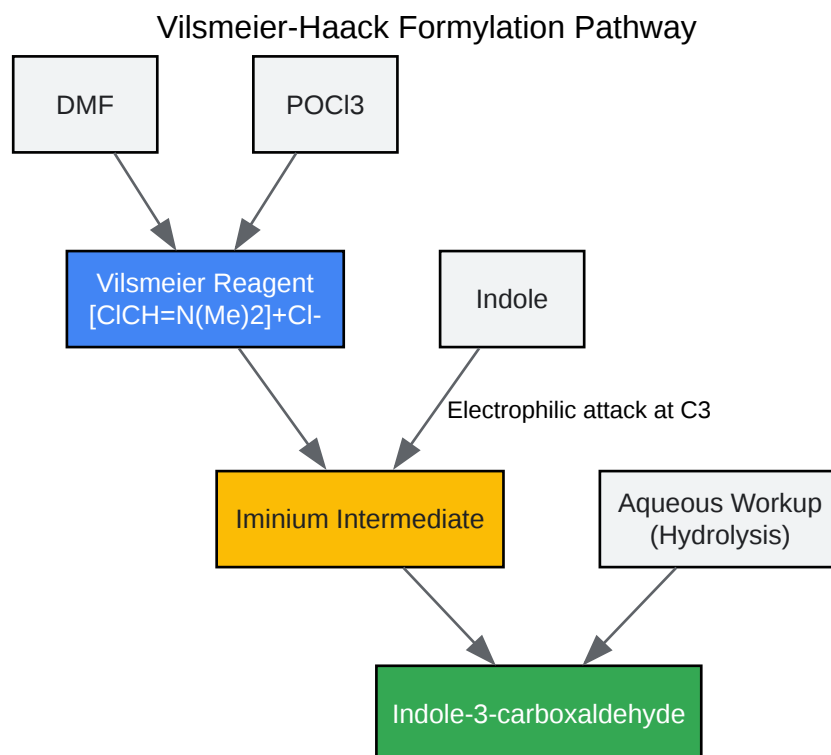 Vilsmeier-Haack Formylation Pathway
DMF
POCl3
Vilsmeier Reagent
[ClCH=N(Me)2]+Cl-
Indole
Electrophilic attack at C3
Iminium Intermediate
Aqueous Workup
(Hydrolysis)
Indole-3-carboxaldehyde